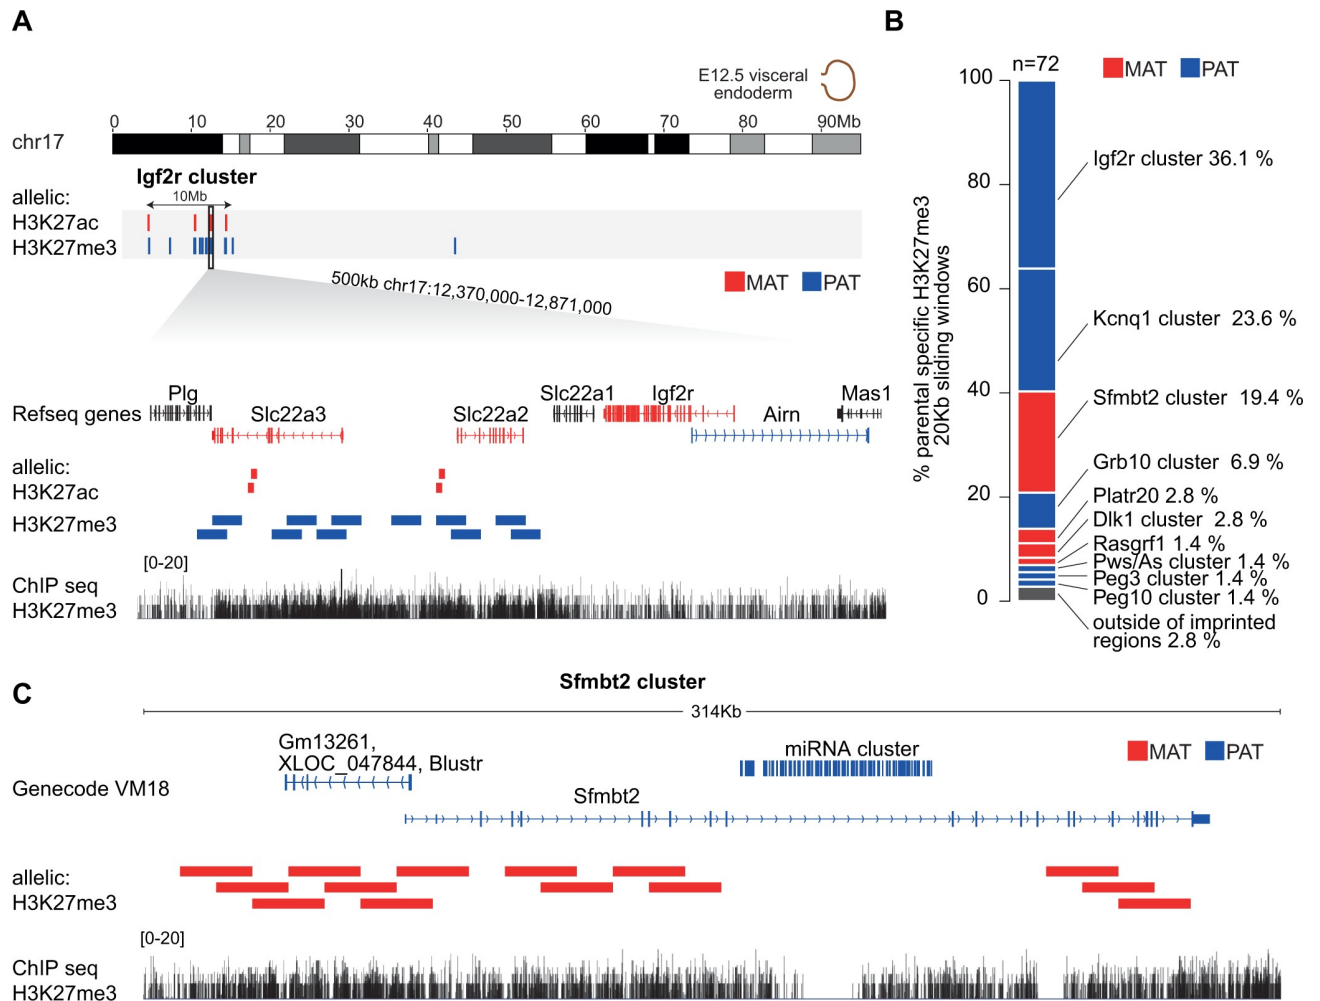 A
E12.5 visceral
endoderm
0 10 20 30 40 50 60 70 80 90Mb
chr17
Igf2r cluster
10Mb
allelic:
H3K27ac
H3K27me3
MAT PAT
500kb chr17:12,370,000-12,871,000
Plg Slc22a1 Igf2r Mas1
Refseq genes
Slc22a3 Slc22a2 Airn
allelic:
H3K27ac
H3K27me3
[0-20]
ChIP seq
H3K27me3
B
n=72
MAT PAT
100
80
60
40
20
0
% parental specific H3K27me3
20Kb sliding windows
Igf2r cluster 36.1 %
Kcnq1 cluster 23.6 %
Sfmbt2 cluster 19.4 %
Grb10 cluster 6.9 %
Platr20 2.8 %
Dlk1 cluster 2.8 %
Rasgrf1 1.4 %
Pws/As cluster 1.4 %
Peg3 cluster 1.4 %
Peg10 cluster 1.4 %
outside of imprinted
regions 2.8 %
C
Sfmbt2 cluster
314Kb
MAT PAT
Gm13261,
XLOC_047844, Blustr
miRNA cluster
Genecode VM18
Sfmbt2
allelic:
H3K27me3
[0-20]
ChIP seq
H3K27me3